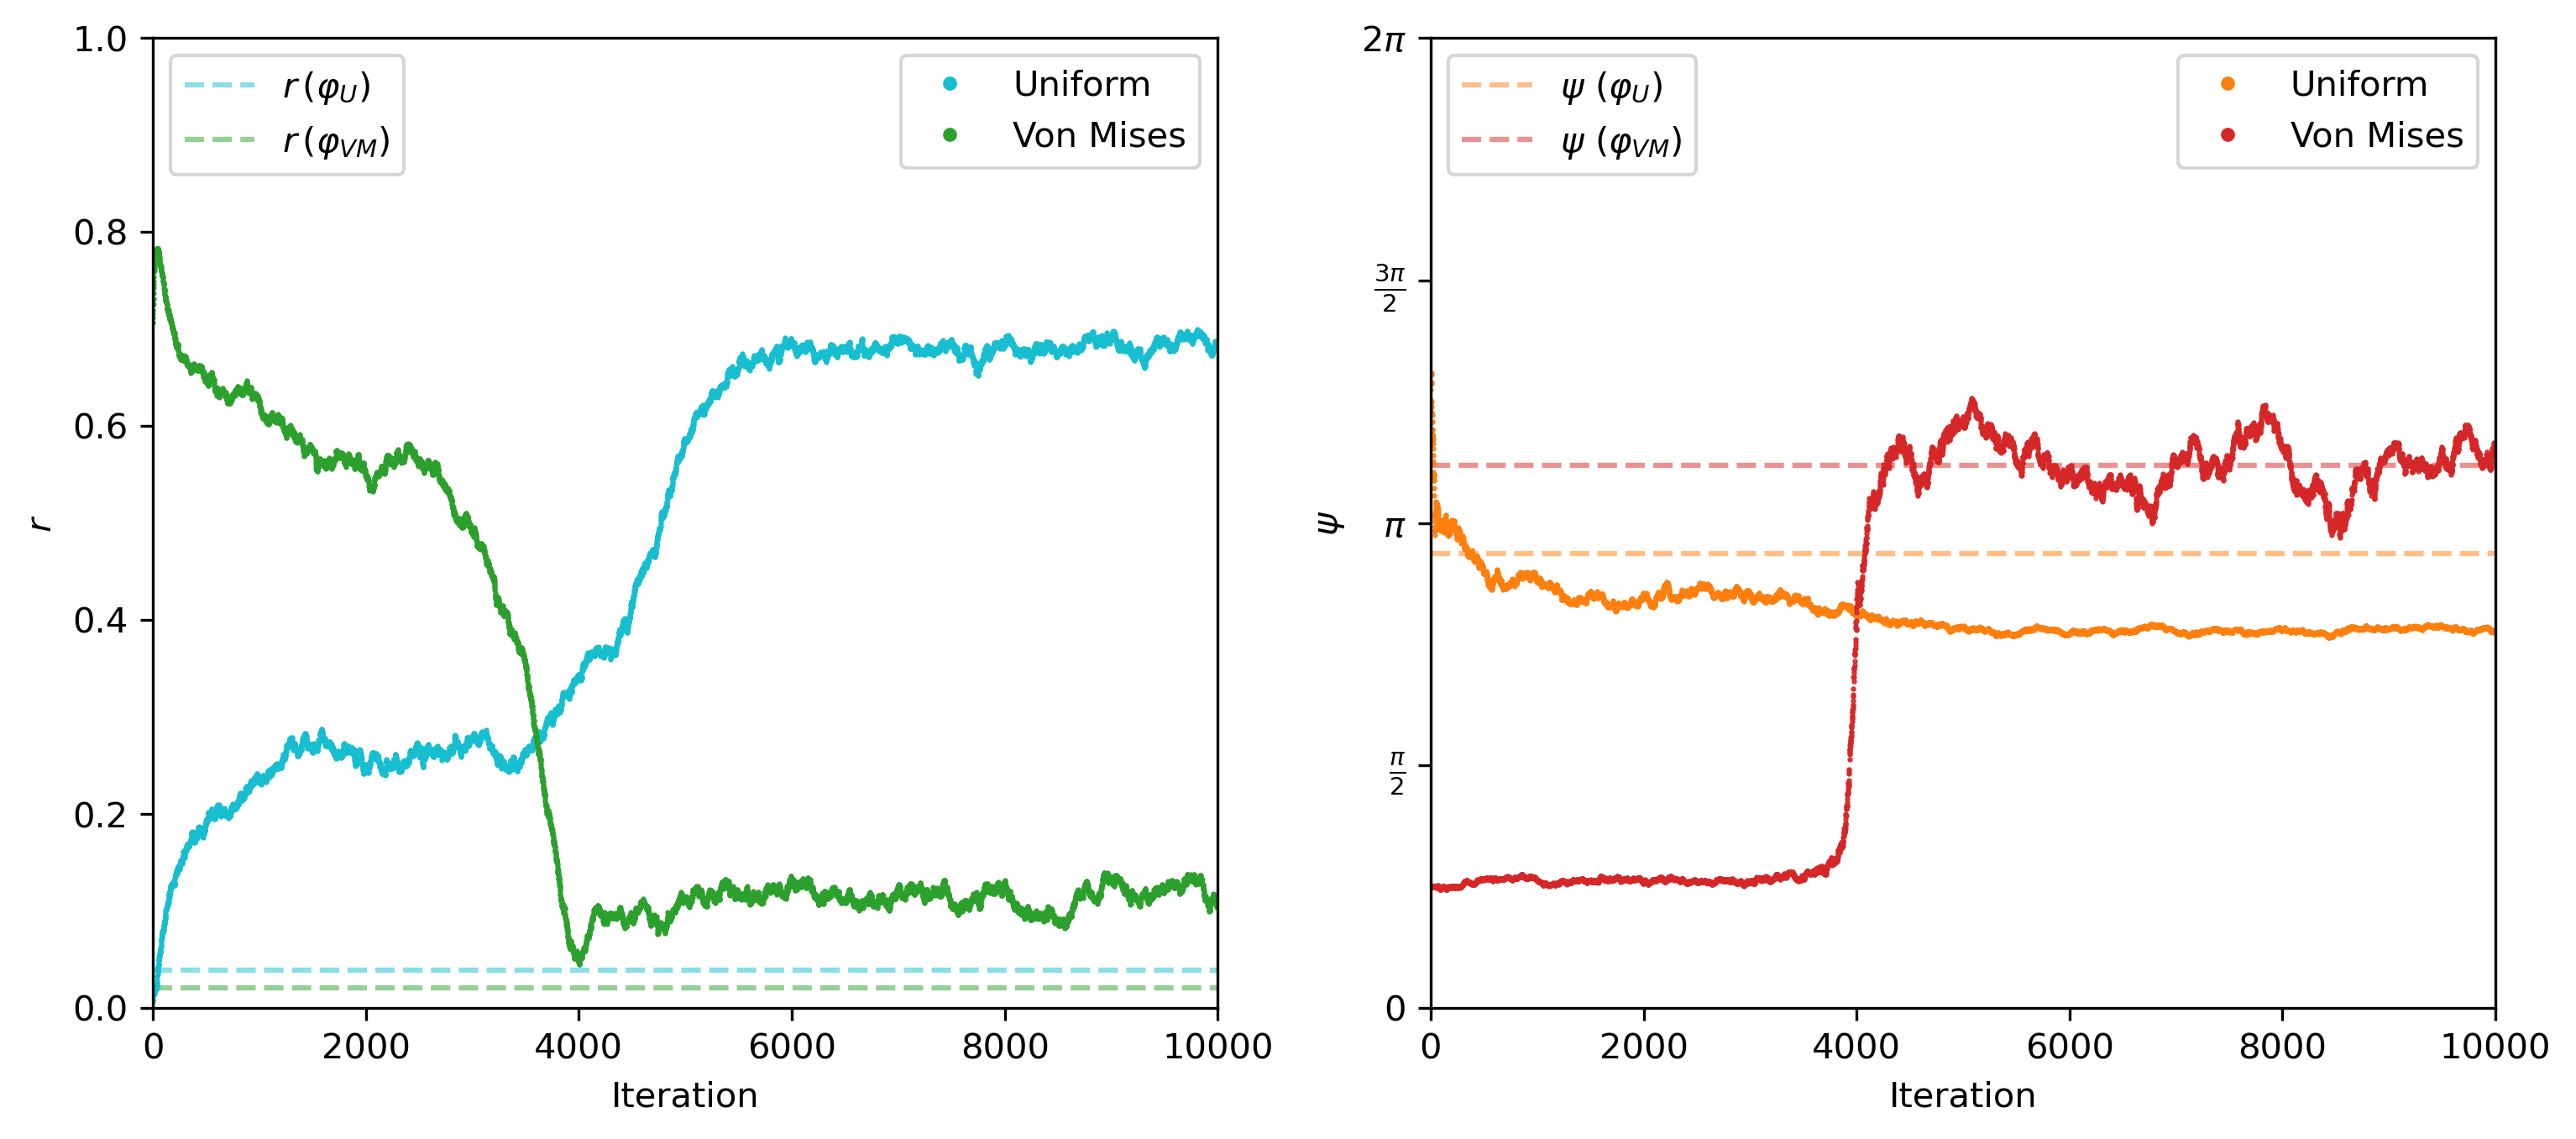 1.0
0.8
0.6
0.4
0.2
0.0
r
r(φ_U)
r(φ_VM)
Uniform
Von Mises
0 2000 4000 6000 8000 10000
Iteration
2π
3π/2
π
π/2
0
ψ
ψ (φ_U)
ψ (φ_VM)
Uniform
Von Mises
0 2000 4000 6000 8000 10000
Iteration